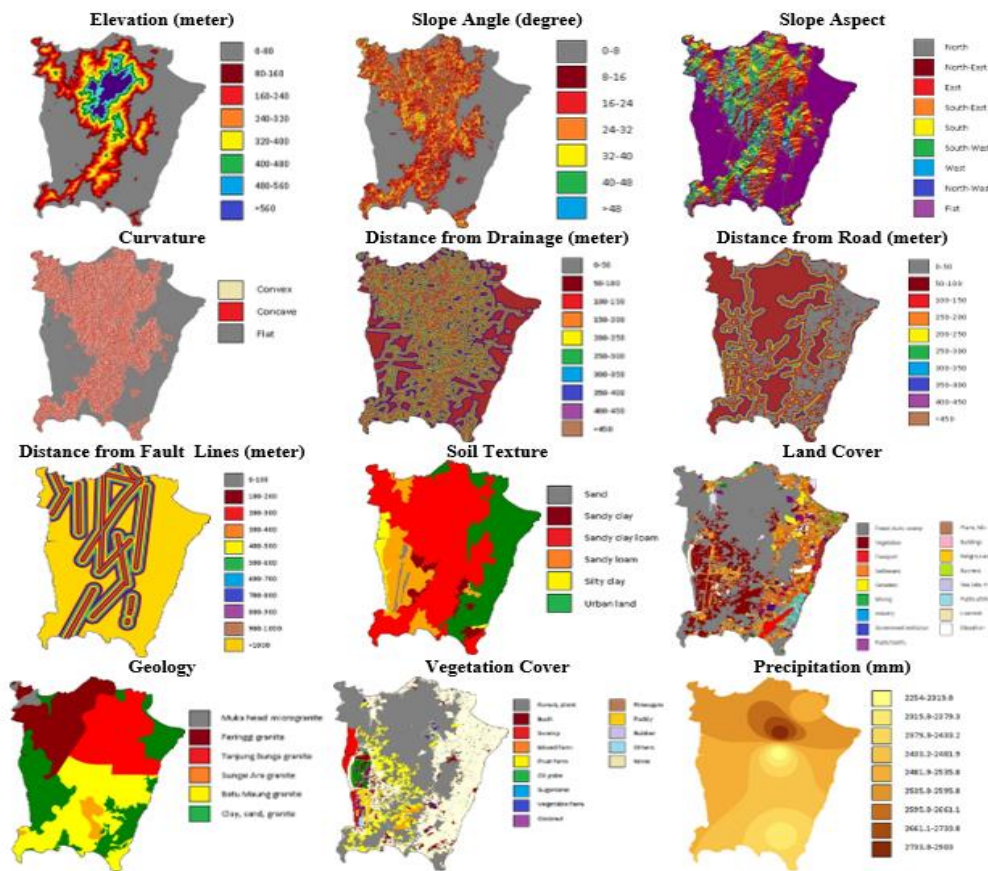 Elevation (meter)
0-80
80-160
160-240
240-320
320-400
400-480
480-560
>560
Slope Angle (degree)
0-8
8-16
16-24
24-32
32-40
40-48
>48
Slope Aspect
North
North-East
East
South-East
South
South-West
West
North-West
Flat
Curvature
Convex
Concave
Flat
Distance from Drainage (meter)
0-50
50-100
100-150
150-200
200-250
250-300
300-350
350-400
400-450
>450
Distance from Road (meter)
0-50
50-100
100-150
200-250
250-300
300-350
350-400
400-450
>450
Distance from Fault Lines (meter)
0-100
100-200
200-300
300-400
400-500
500-600
600-700
700-800
800-900
900-1000
>1000
Soil Texture
Sand
Sandy clay
Sandy clay loam
Sandy loam
Silty clay
Urban land
Land Cover
Vegetation
Transport
Mining
Industry
Buildings
Business
Education
Geology
Muka head microgranite
Feringgi granite
Tanjung Bunga granite
Sungai Ara granite
Batu Maung granite
Clay, sand, granite
Vegetation Cover
Bush
Swamp
Mixed farm
Fruit farm
Oil palm
Sugarcane
Vegetable farm
Coconut
Pineapple
Paddy
Rubber
Others
None
Precipitation (mm)
2254-2315.8
2315.8-2379.3
2433.2-2481.9
2481.9-2535.8
2535.8-2595.8
2595.8-2661.1
2661.1-2733.8
2733.8-2903